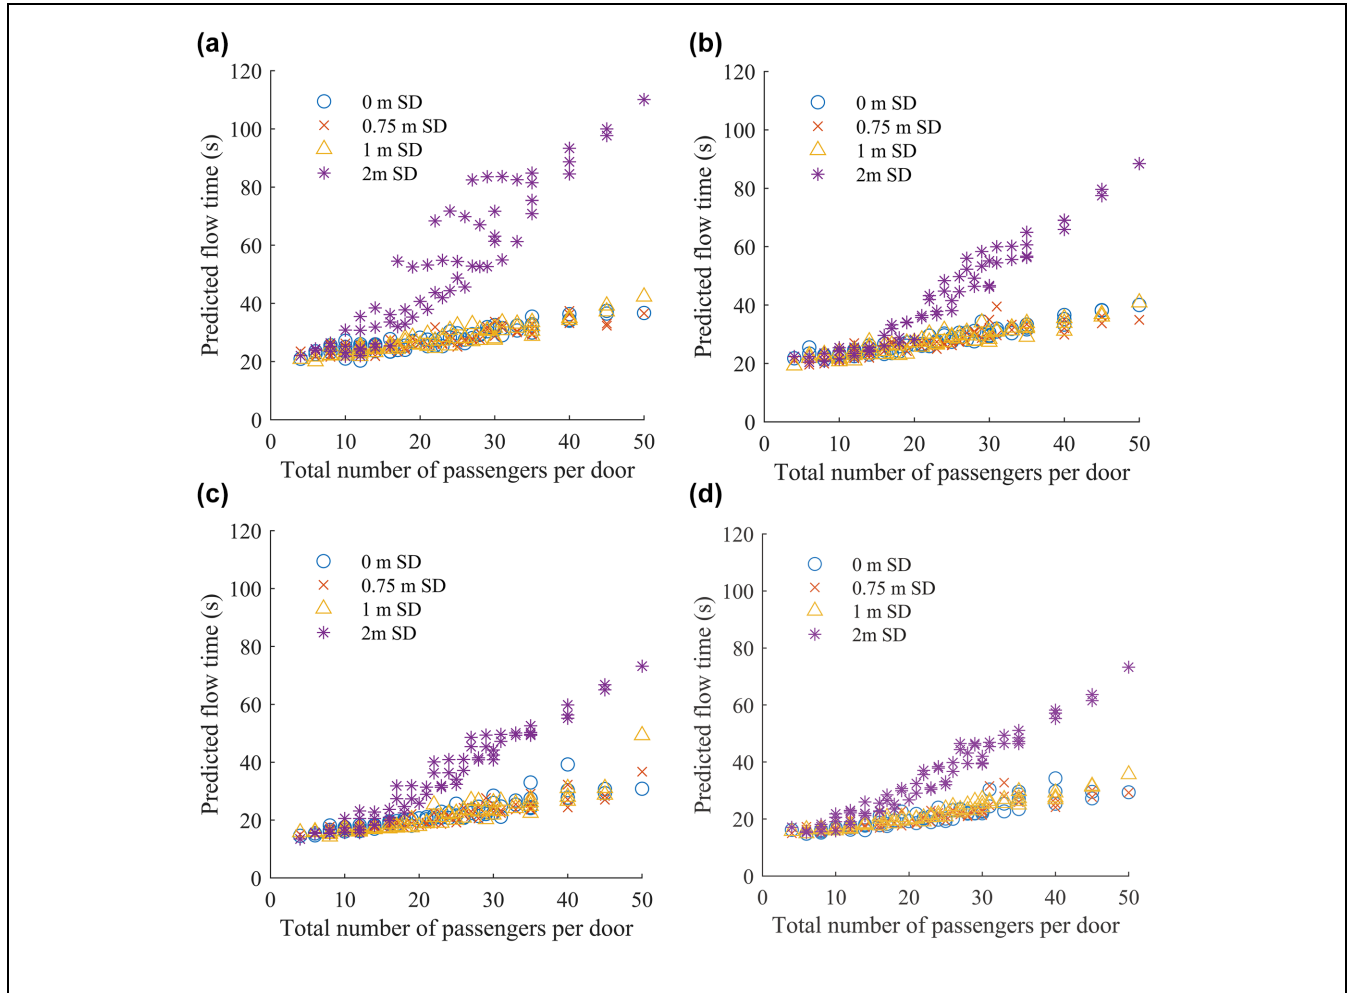 (a)
120
100
80
60
40
20
0
0 m SD
0.75 m SD
1 m SD
2m SD
Predicted flow time (s)
0 10 20 30 40 50
Total number of passengers per door
(b)
120
100
80
60
40
20
0
0 m SD
0.75 m SD
1 m SD
2m SD
Predicted flow time (s)
0 10 20 30 40 50
Total number of passengers per door
(c)
120
100
80
60
40
20
0
0 m SD
0.75 m SD
1 m SD
2m SD
Predicted flow time (s)
0 10 20 30 40 50
Total number of passengers per door
(d)
120
100
80
60
40
20
0
0 m SD
0.75 m SD
1 m SD
2m SD
Predicted flow time (s)
0 10 20 30 40 50
Total number of passengers per door